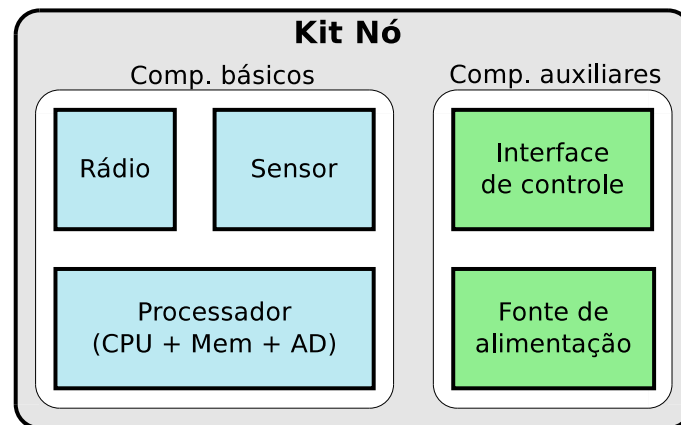 Kit Nó
Comp. básicos
Comp. auxiliares
Rádio
Sensor
Interface
de controle
Processador
(CPU + Mem + AD)
Fonte de
alimentação